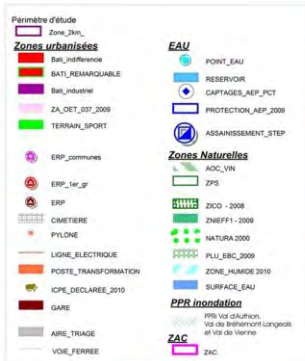 Périmètre d'étude
Zone_2km_
Zones urbanisées
Bati_indifferencie
BATI_REMARQUABLE
Bati_industriel
ZA_OET_037_2009
TERRAIN_SPORT
ERP_communes
ERP_1er_gr
ERP
CIMETIERE
PYLONE
LIGNE_ELECTRIQUE
POSTE_TRANSFORMATION
ICPE_DECLAREE_2010
GARE
AIRE_TRIAGE
VOIE_FERREE
EAU
POINT_EAU
RESERVOIR
CAPTAGES_AEP_PCT
PROTECTION_AEP_2009
ASSAINISSEMENT_STEP
Zones Naturelles
AOC_VIN
ZPS
ZICO - 2008
ZNIEFF1 - 2009
NATURA 2000
PLU_EBC_2009
ZONE_HUMIDE 2010
SURFACE_EAU
PPR inondation
PPRi Val d'Authion,
Val de Bréhémont-Langeais
et Val de Vienne
ZAC
ZAC